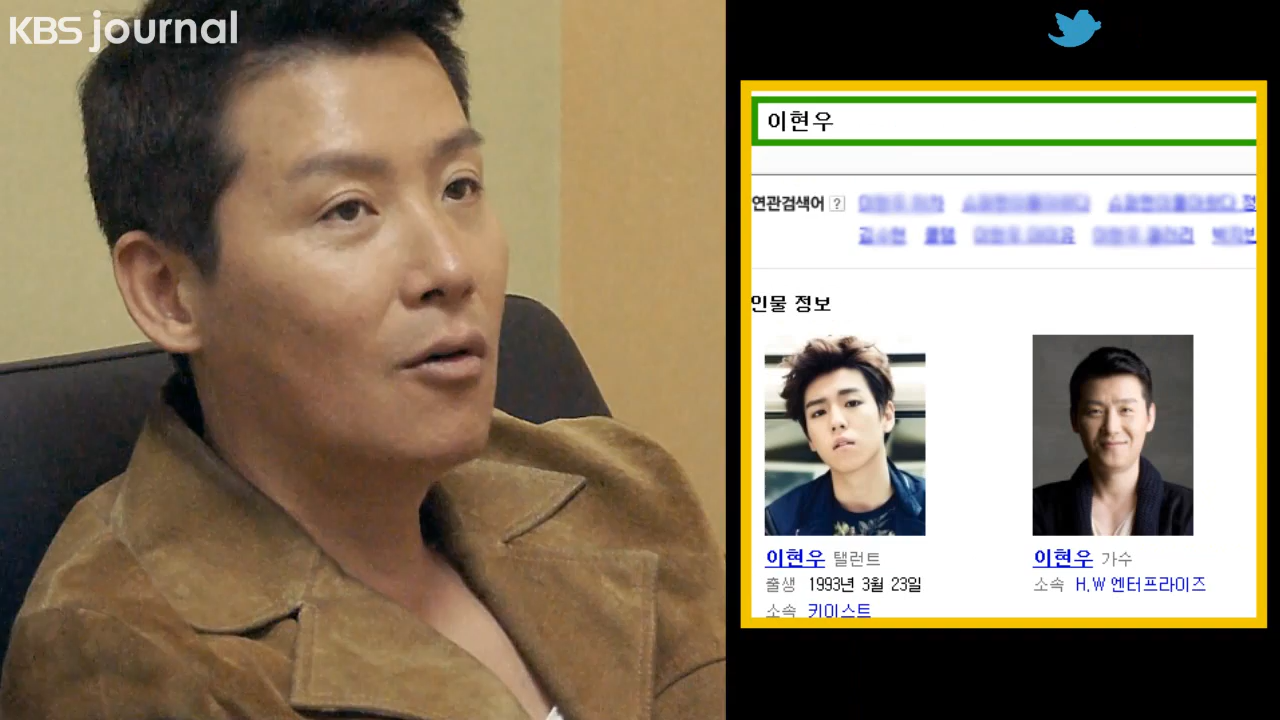 KBS journal
이현우
연관검색어 ?
인물 정보
이현우 탤런트
출생 1993년 3월 23일
소속 키이스트
이현우 가수
소속 H.W 엔터프라이즈